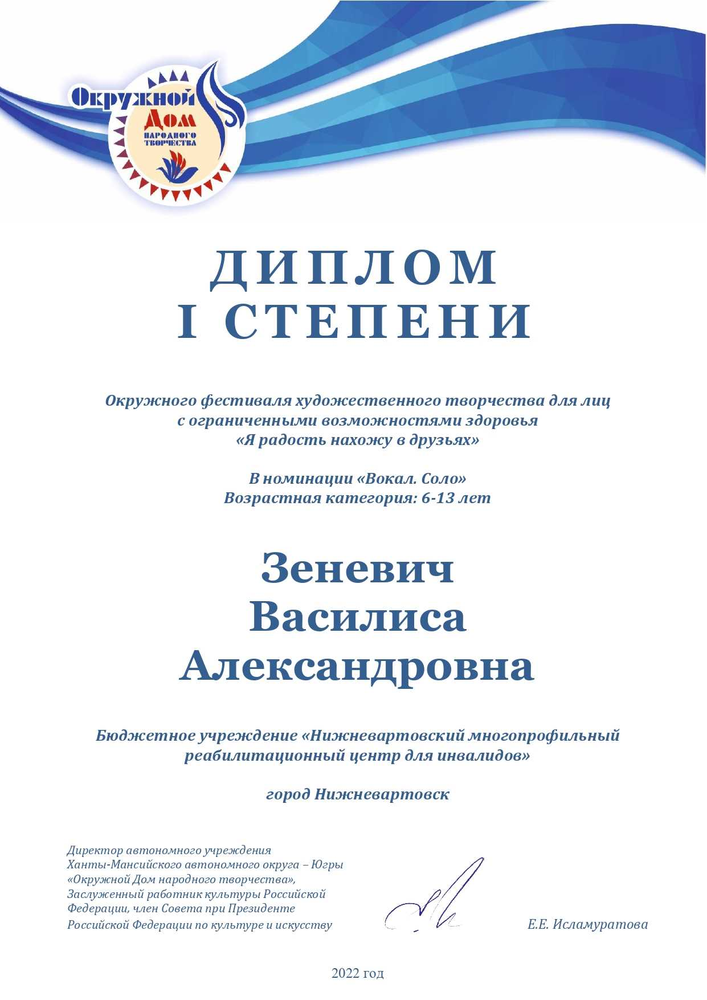 Окружной
Дом
народного
творчества
ДИПЛОМ
I СТЕПЕНИ
Окружного фестиваля художественного творчества для лиц
с ограниченными возможностями здоровья
«Я радость нахожу в друзьях»
В номинации «Вокал. Соло»
Возрастная категория: 6-13 лет
Зеневич
Василиса
Александровна
Бюджетное учреждение «Нижневартовский многопрофильный
реабилитационный центр для инвалидов»
город Нижневартовск
Директор автономного учреждения
Ханты-Мансийского автономного округа – Югры
«Окружной Дом народного творчества»,
Заслуженный работник культуры Российской
Федерации, член Совета при Президенте
Российской Федерации по культуре и искусству
Е.Е. Исламуратова
2022 год